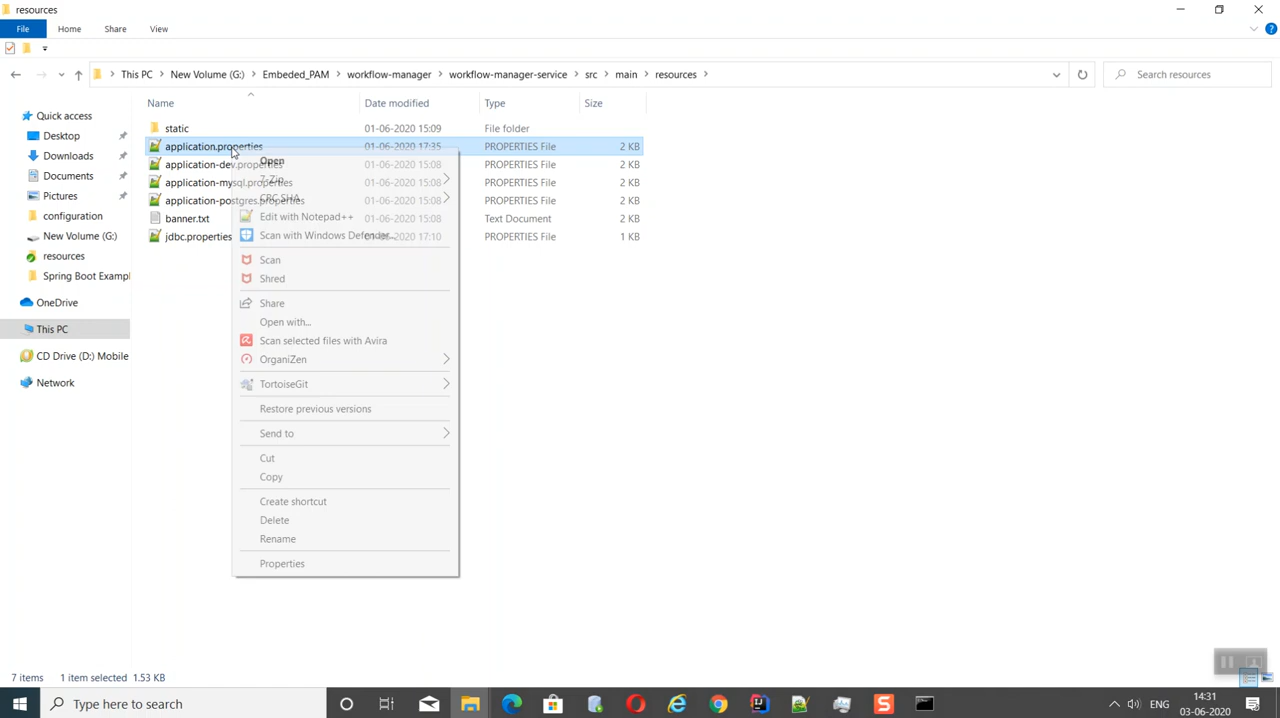 resources
File Home Share View
This PC New Volume (G:) Embeded_PAM workflow-manager workflow-manager-service src main resources
Search resources
Name Date modified Type Size
Quick access
Desktop
Downloads
Documents
Pictures
configuration
New Volume (G:)
resources
Spring Boot Exampl
OneDrive
This PC
CD Drive (D:) Mobile
Network
static 01-06-2020 15:09 File folder
application.properties 01-06-2020 17:35 PROPERTIES File 2 KB
application-dev.properties 01-06-2020 15:08 PROPERTIES File 2 KB
application-mysql.properties 01-06-2020 15:08 PROPERTIES File 2 KB
application-postgres.properties 01-06-2020 15:08 PROPERTIES File 2 KB
banner.txt 01-06-2020 15:08 Text Document 2 KB
jdbc.properties 01-06-2020 17:10 PROPERTIES File 1 KB
Open
7-Zip
CRC SHA
Edit with Notepad++
Scan with Windows Defender...
Scan
Shred
Share
Open with...
Scan selected files with Avira
OrganiZen
TortoiseGit
Restore previous versions
Send to
Cut
Copy
Create shortcut
Delete
Rename
Properties
7 items 1 item selected 1.53 KB
Type here to search
ENG
14:31
03-06-2020